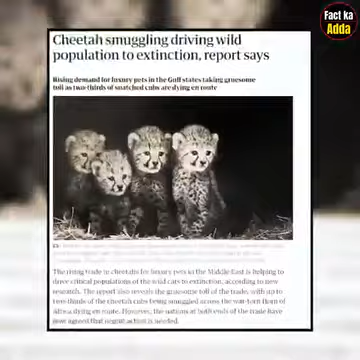 Fact ka
Adda
Cheetah smuggling driving wild
population to extinction, report says
Rising demand for luxury pets in the Gulf states taking gruesome
toll as two-thirds of snatched cubs are dying en route
The rising trade in cheetahs for luxury pets in the Middle East is helping to
drive critical populations of the wild cats to extinction, according to new
research. The report also reveals the gruesome toll of the trade, with up to
two-thirds of the cheetah cubs being smuggled across the war-torn Horn of
Africa dying en route. However, the nations at both ends of the trade have
now agreed that urgent action is needed.